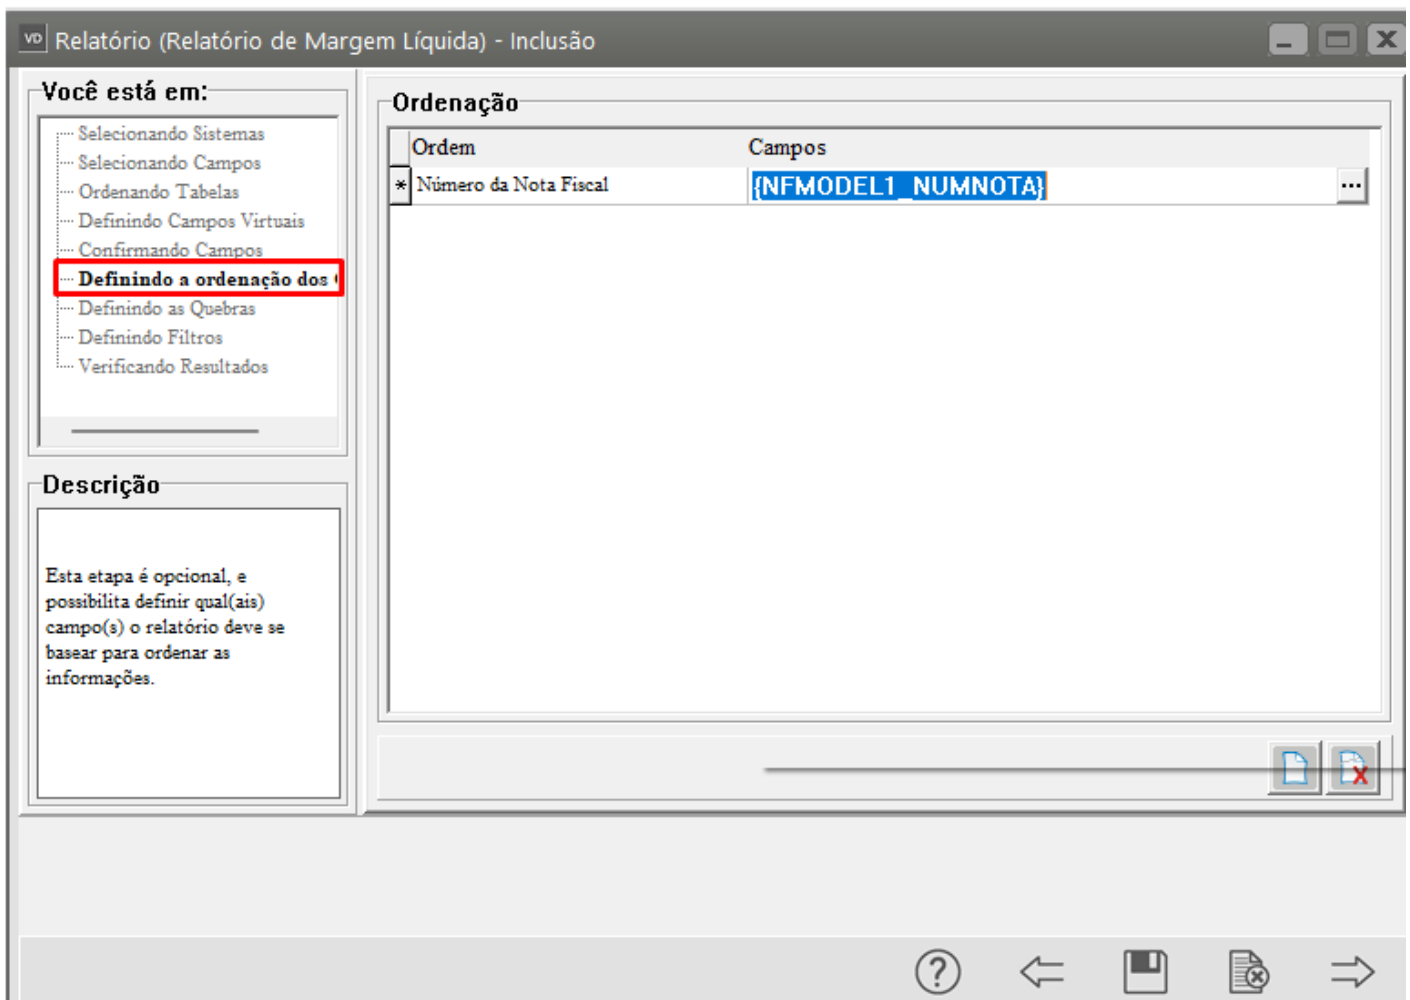 VD Relatório (Relatório de Margem Líquida) - Inclusão
Você está em:
Selecionando Sistemas
Selecionando Campos
Ordenando Tabelas
Definindo Campos Virtuais
Confirmando Campos
Definindo a ordenação dos
Definindo as Quebras
Definindo Filtros
Verificando Resultados
Descrição
Esta etapa é opcional, e
possibilita definir qual(ais)
campo(s) o relatório deve se
basear para ordenar as
informações.
Ordenação
Ordem Campos
* Número da Nota Fiscal {NFMODEL1_NUMNOTA} ...